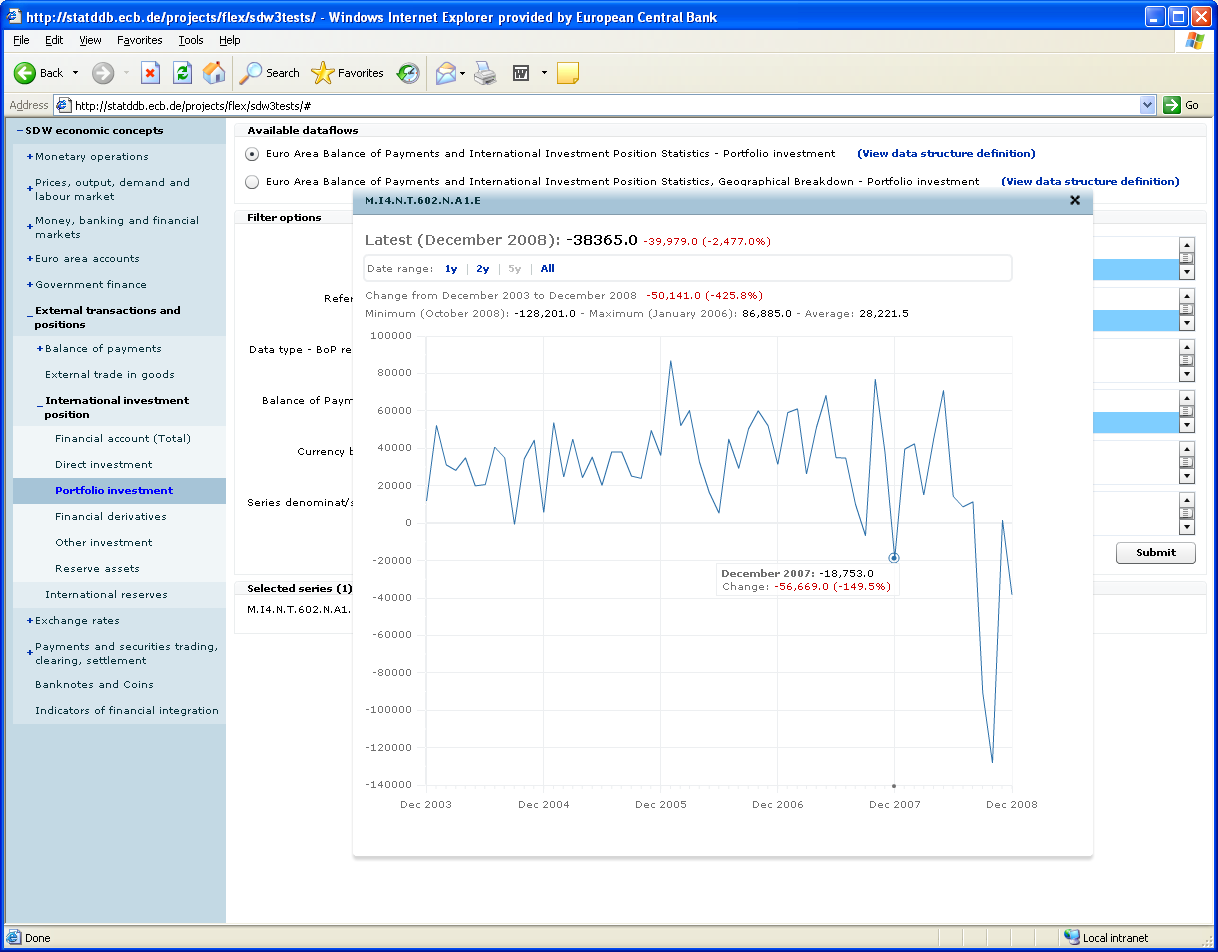 http://statddb.ecb.de/projects/flex/sdw3tests/ - Windows Internet Explorer provided by European Central Bank
File Edit View Favorites Tools Help
Back Search Favorites
Address http://statddb.ecb.de/projects/flex/sdw3tests/# Go
SDW economic concepts
+Monetary operations
+Prices, output, demand and
labour market
+Money, banking and financial
markets
+Euro area accounts
+Government finance
External transactions and
positions
+Balance of payments
External trade in goods
International investment
position
Financial account (Total)
Direct investment
Portfolio investment
Financial derivatives
Other investment
Reserve assets
International reserves
+Exchange rates
+Payments and securities trading,
clearing, settlement
Banknotes and Coins
Indicators of financial integration
Available dataflows
Euro Area Balance of Payments and International Investment Position Statistics - Portfolio investment (View data structure definition)
Euro Area Balance of Payments and International Investment Position Statistics, Geographical Breakdown - Portfolio investment (View data structure definition)
Filter options
Refer
Data type - BoP re
Balance of Paym
Currency b
Series denominat/s
Submit
Selected series (1)
M.I4.N.T.602.N.A1.
M.I4.N.T.602.N.A1.E
Latest (December 2008): -38365.0 -39,979.0 (-2,477.0%)
Date range: 1y | 2y | 5y | All
Change from December 2003 to December 2008 -50,141.0 (-425.8%)
Minimum (October 2008): -128,201.0 - Maximum (January 2006): 86,885.0 - Average: 28,221.5
100000
80000
60000
40000
20000
0
-20000
-40000
-60000
-80000
-100000
-120000
-140000
December 2007: -18,753.0
Change: -56,669.0 (-149.5%)
Dec 2003 Dec 2004 Dec 2005 Dec 2006 Dec 2007 Dec 2008
Done Local intranet